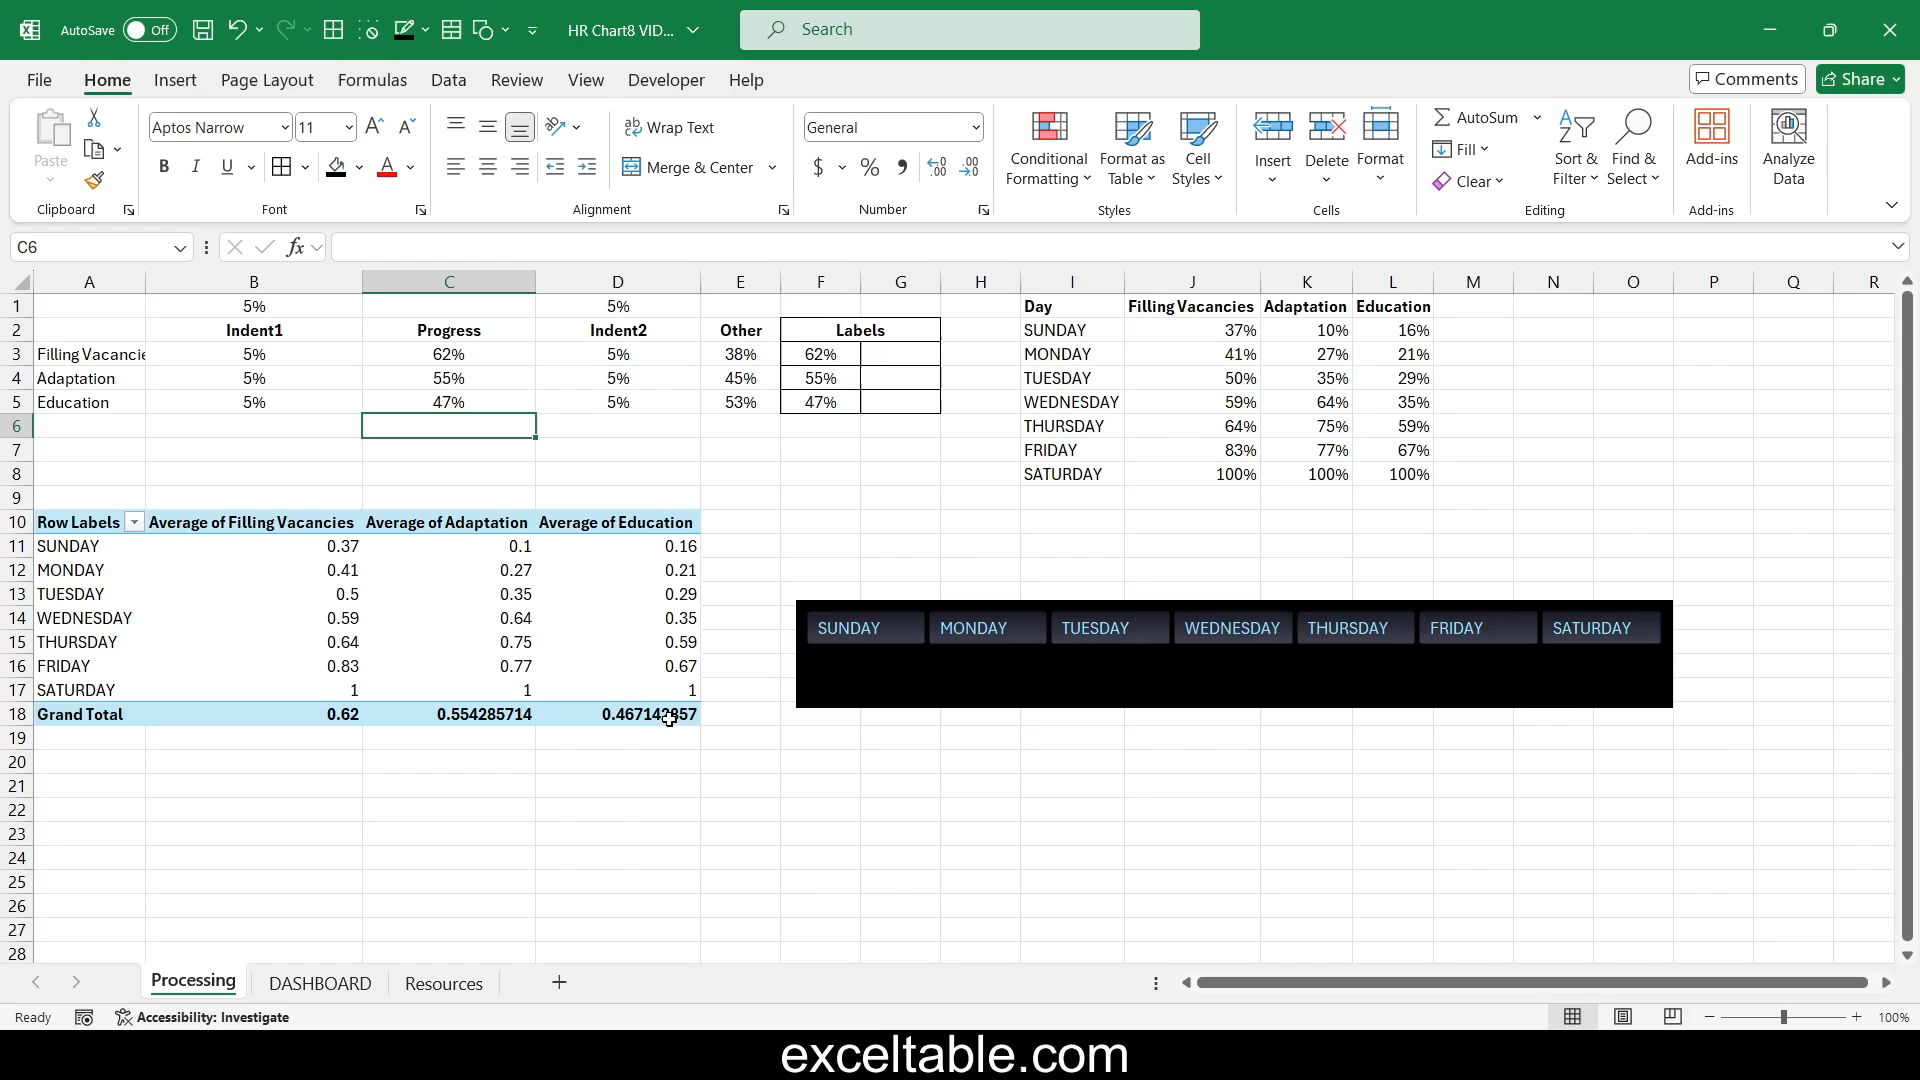 AutoSave Off HR Chart8 VID... Search
File Home Insert Page Layout Formulas Data Review View Developer Help Comments Share
Paste Aptos Narrow 11 Wrap Text General Conditional Formatting Format as Table Cell Styles Insert Delete Format AutoSum Fill Clear Sort & Filter Find & Select Add-ins Analyze Data
B I U Merge & Center $ %
Clipboard Font Alignment Number Styles Cells Editing Add-ins
C6 fx
A B C D E F G H I J K L M N O P Q R
1 5% 5% Day Filling Vacancies Adaptation Education
2 Indent1 Progress Indent2 Other Labels SUNDAY 37% 10% 16%
3 Filling Vacancie 5% 62% 5% 38% 62% MONDAY 41% 27% 21%
4 Adaptation 5% 55% 5% 45% 55% TUESDAY 50% 35% 29%
5 Education 5% 47% 5% 53% 47% WEDNESDAY 59% 64% 35%
6 THURSDAY 64% 75% 59%
7 FRIDAY 83% 77% 67%
8 SATURDAY 100% 100% 100%
9
10 Row Labels Average of Filling Vacancies Average of Adaptation Average of Education
11 SUNDAY 0.37 0.1 0.16
12 MONDAY 0.41 0.27 0.21
13 TUESDAY 0.5 0.35 0.29
14 WEDNESDAY 0.59 0.64 0.35 SUNDAY MONDAY TUESDAY WEDNESDAY THURSDAY FRIDAY SATURDAY
15 THURSDAY 0.64 0.75 0.59
16 FRIDAY 0.83 0.77 0.67
17 SATURDAY 1 1 1
18 Grand Total 0.62 0.554285714 0.467142857
19
20
21
22
23
24
25
26
27
28
Processing DASHBOARD Resources
Ready Accessibility: Investigate 100%
exceltable.com